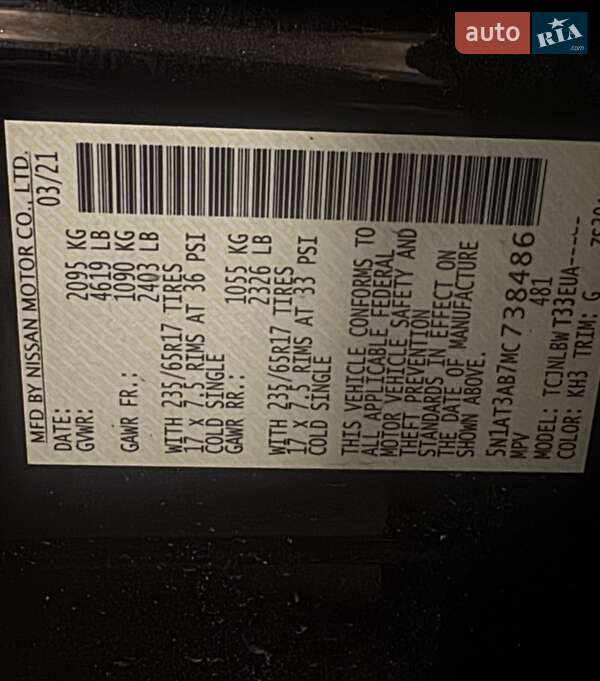 auto RIA.com
MFD BY NISSAN MOTOR CO., LTD.
DATE: 03/21
GVWR: 2095 KG
4619 LB
GAWR FR.: 1090 KG
2403 LB
WITH 235/65R17 TIRES
17 X 7.5 RIMS AT 36 PSI
COLD SINGLE
GAWR RR.: 1055 KG
2326 LB
WITH 235/65R17 TIRES
17 X 7.5 RIMS AT 33 PSI
COLD SINGLE
THIS VEHICLE CONFORMS TO
ALL APPLICABLE FEDERAL
MOTOR VEHICLE SAFETY AND
THEFT PREVENTION
STANDARDS IN EFFECT ON
THE DATE OF MANUFACTURE
SHOWN ABOVE.
5N1AT3AB7MC738486
MPV 481
MODEL: TCJNLBW T33EUA-----
COLOR: KH3 TRIM: G